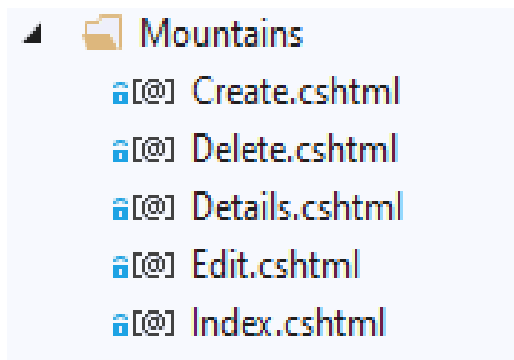 Mountains
[@] Create.cshtml
[@] Delete.cshtml
[@] Details.cshtml
[@] Edit.cshtml
[@] Index.cshtml